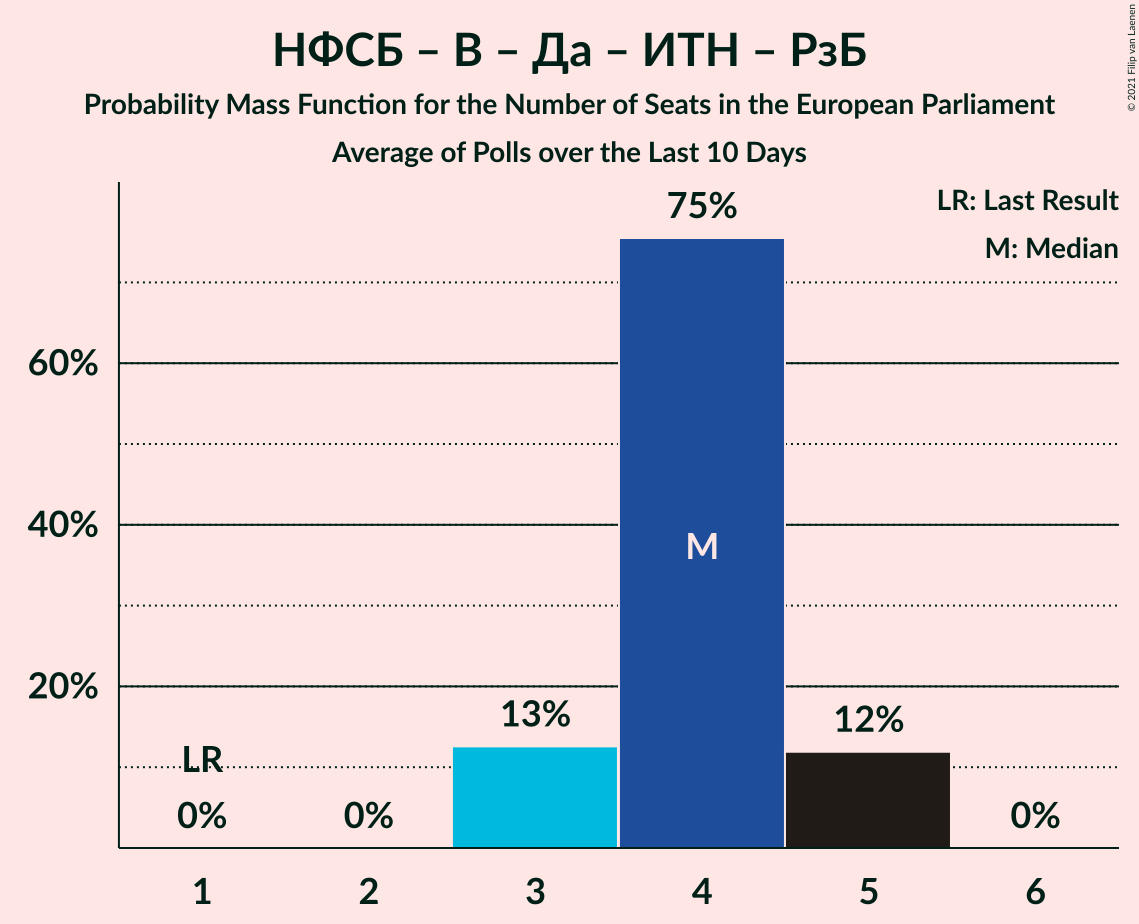 НФСБ – В – Да – ИТН – РзБ
Probability Mass Function for the Number of Seats in the European Parliament
Average of Polls over the Last 10 Days
© 2021 Filip van Laenen
LR: Last Result
M: Median
75%
60%
40%
M
20%
13%
12%
LR
0%
0%
0%
1
2
3
4
5
6